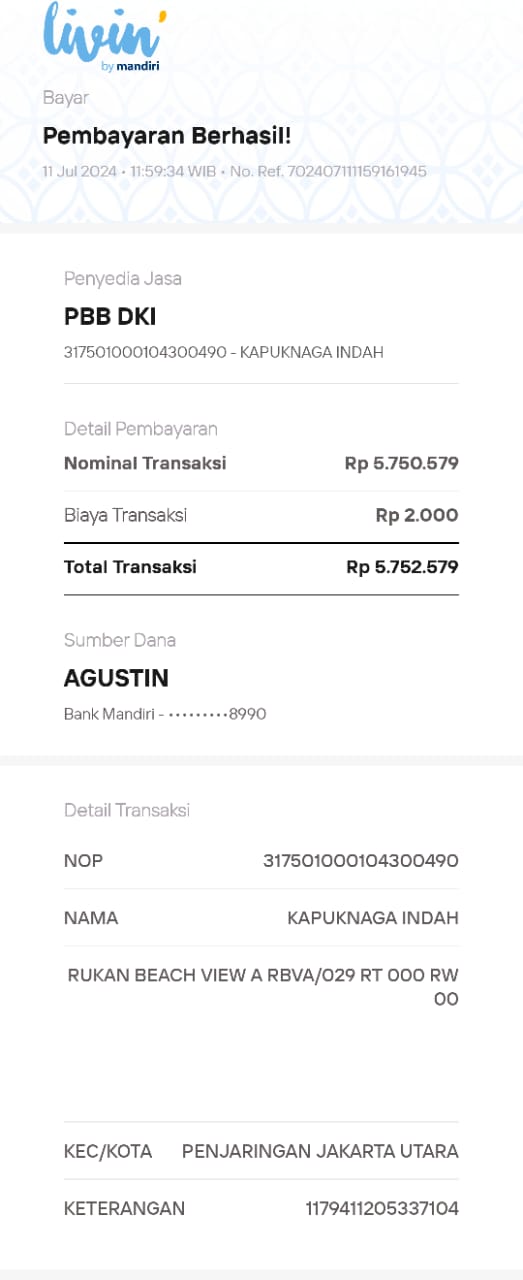 livin'
by mandiri
Bayar
Pembayaran Berhasil!
11 Jul 2024 • 11:59:34 WIB • No. Ref. 702407111159161945
Penyedia Jasa
PBB DKI
317501000104300490 - KAPUKNAGA INDAH
Detail Pembayaran
Nominal Transaksi Rp 5.750.579
Biaya Transaksi Rp 2.000
Total Transaksi Rp 5.752.579
Sumber Dana
AGUSTIN
Bank Mandiri - •••••••••8990
Detail Transaksi
NOP 317501000104300490
NAMA KAPUKNAGA INDAH
RUKAN BEACH VIEW A RBVA/029 RT 000 RW
00
KEC/KOTA PENJARINGAN JAKARTA UTARA
KETERANGAN 1179411205337104